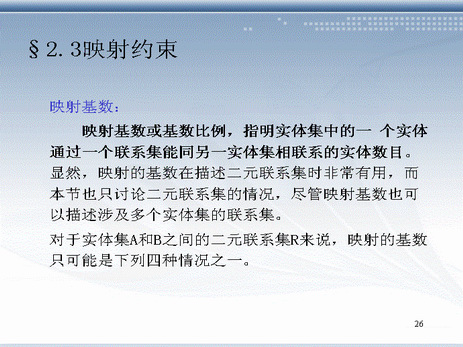 §2.3映射约束
映射基数：
映射基数或基数比例，指明实体集中的一 个实体
通过一个联系集能同另一实体集相联系的实体数目。
显然，映射的基数在描述二元联系集时非常有用，而
本节也只讨论二元联系集的情况，尽管映射基数也可
以描述涉及多个实体集的联系集。
对于实体集A和B之间的二元联系集R来说，映射的基数
只可能是下列四种情况之一。
26